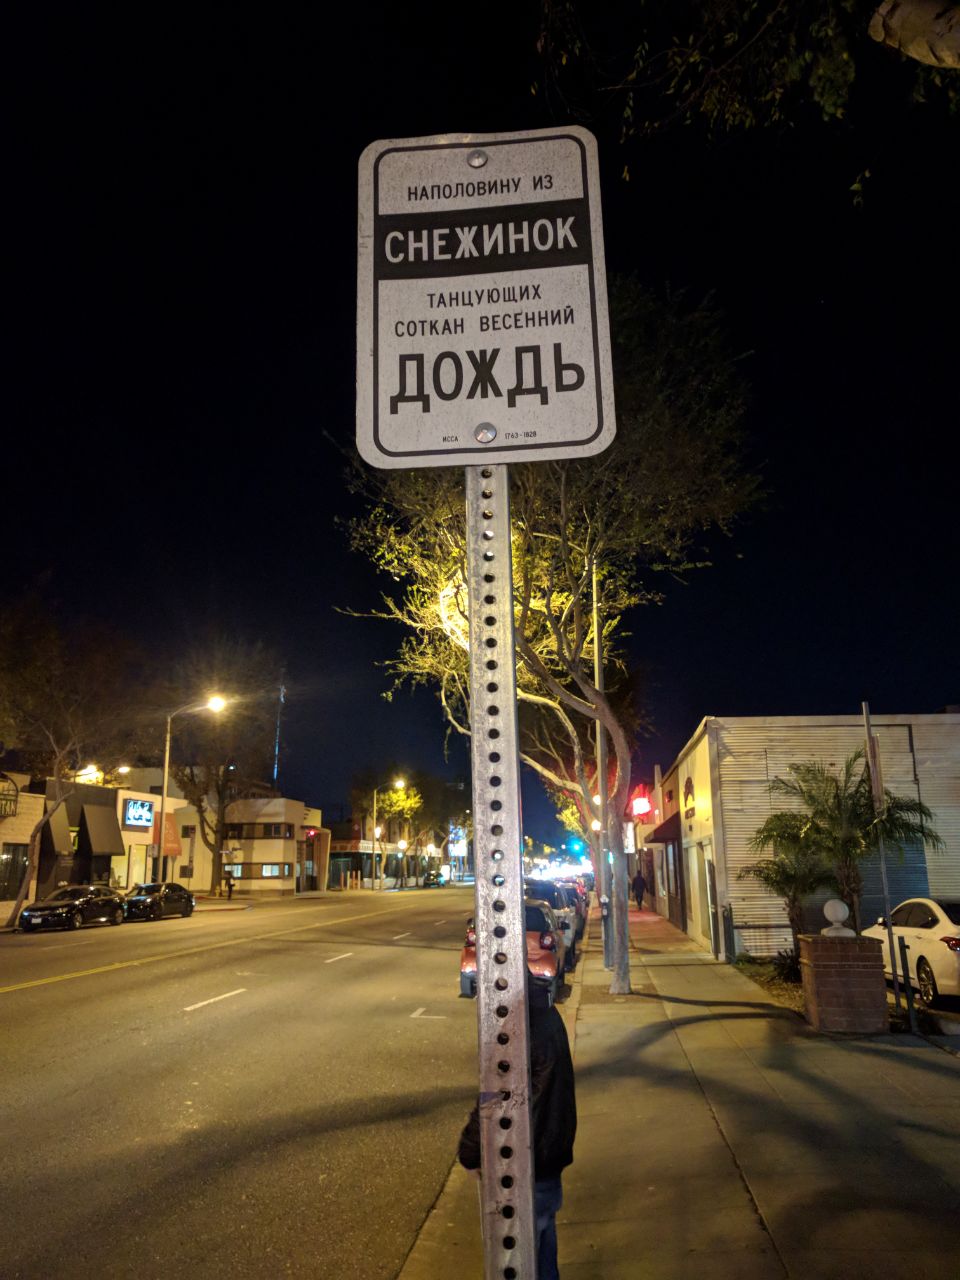 НАПОЛОВИНУ ИЗ
СНЕЖИНОК
ТАНЦУЮЩИХ
СОТКАН ВЕСЕННИЙ
ДОЖДЬ
ИССА 1763-1828